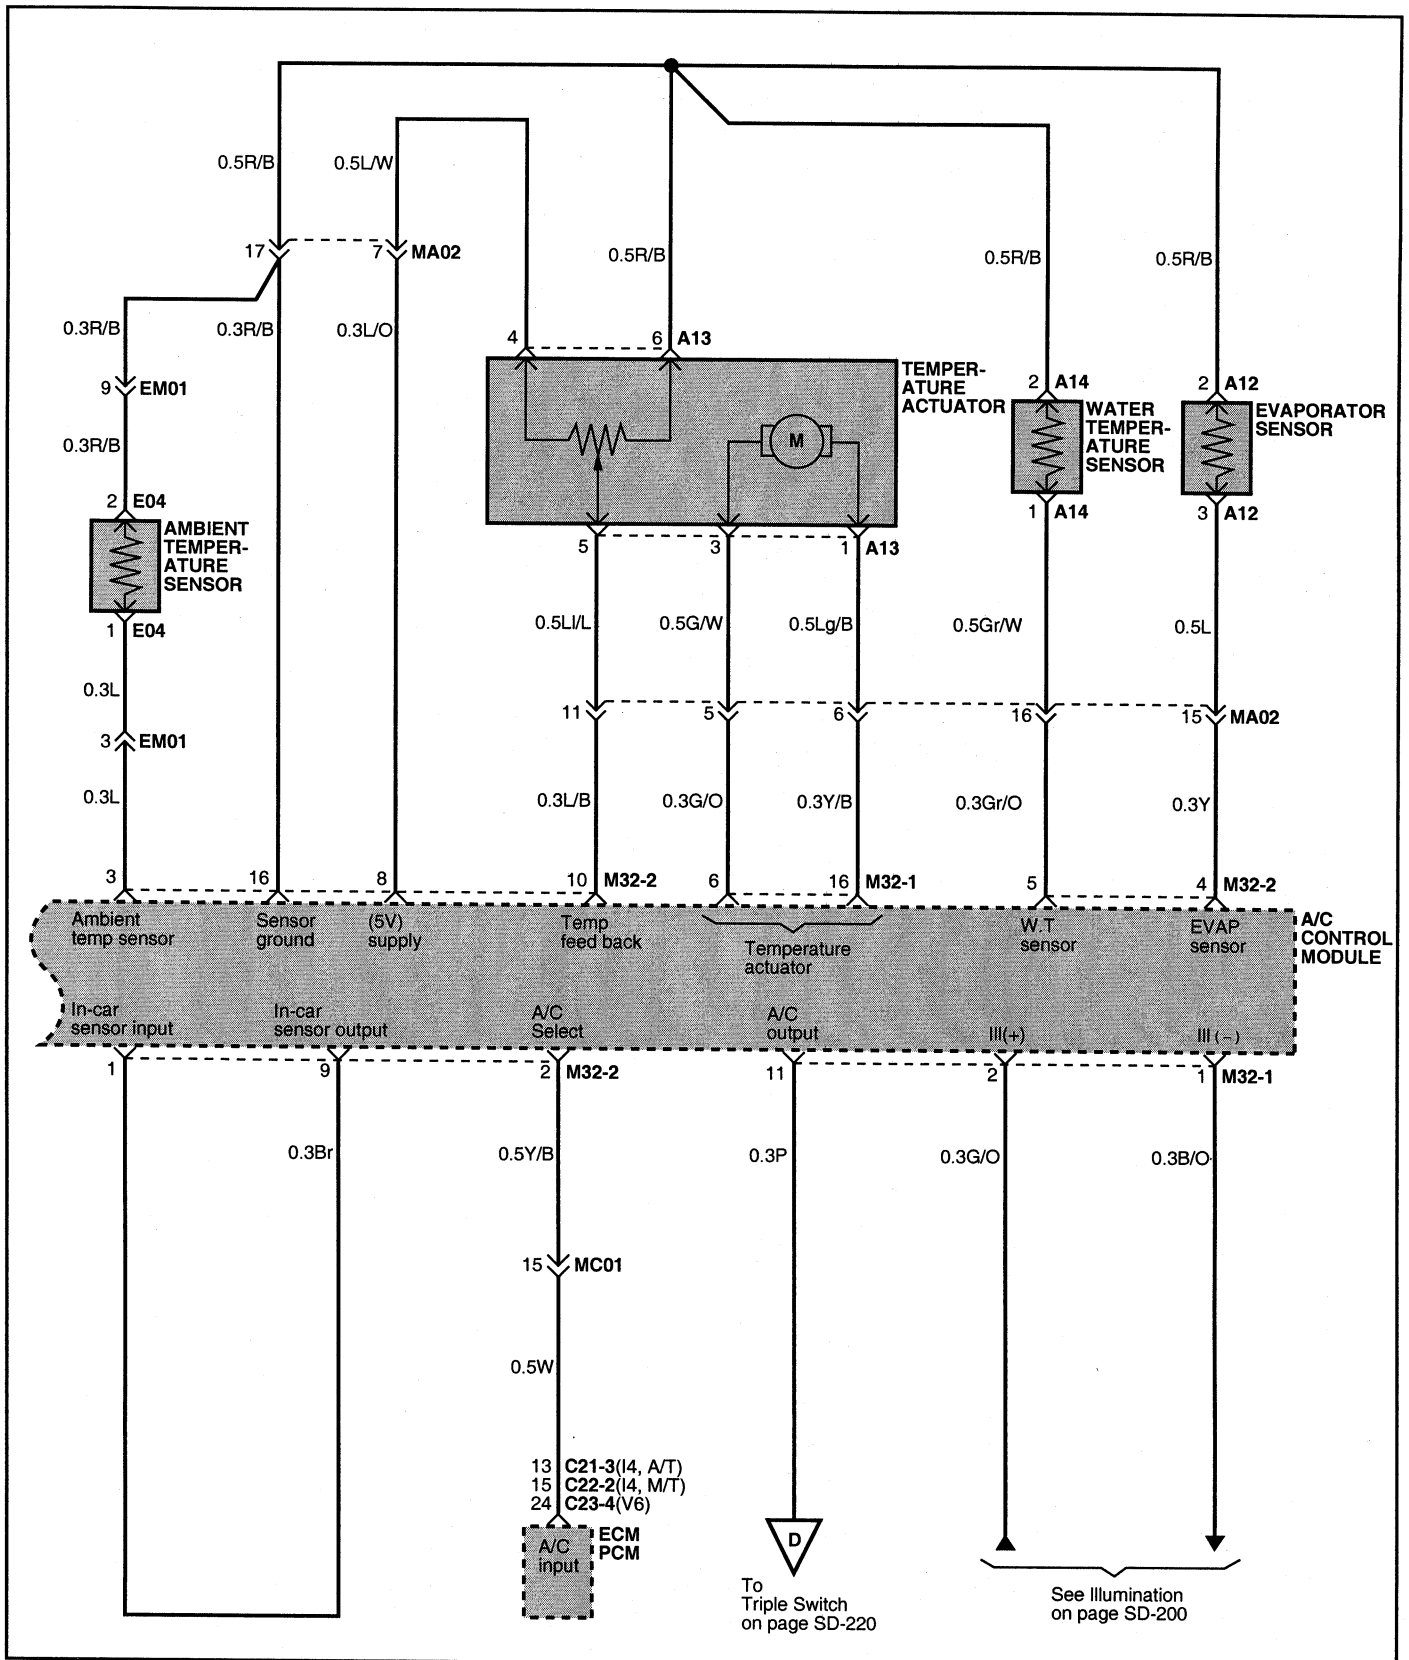 0.5R/B
0.5L/W
17
7
MA02
0.5R/B
0.5R/B
0.5R/B
0.3R/B
0.3R/B
0.3L/O
4
6
A13
9
EM01
TEMPER-
ATURE
ACTUATOR
M
2
A14
WATER
TEMPER-
ATURE
SENSOR
2
A12
EVAPORATOR
SENSOR
0.3R/B
2
E04
AMBIENT
TEMPER-
ATURE
SENSOR
1
A14
3
A12
5
3
1
A13
1
E04
0.5Ll/L
0.5G/W
0.5Lg/B
0.5Gr/W
0.5L
0.3L
11
5
6
16
15
MA02
3
EM01
0.3L
0.3L/B
0.3G/O
0.3Y/B
0.3Gr/O
0.3Y
3
16
8
10
M32-2
6
16
M32-1
5
4
M32-2
Ambient
temp sensor
Sensor
ground
(5V)
supply
Temp
feed back
Temperature
actuator
W.T
sensor
EVAP
sensor
A/C
CONTROL
MODULE
In-car
sensor input
In-car
sensor output
A/C
Select
A/C
output
Ill(+)
Ill(−)
1
9
2
M32-2
11
2
1
M32-1
0.3Br
0.5Y/B
0.3P
0.3G/O
0.3B/O
15
MC01
0.5W
13 C21-3(I4, A/T)
15 C22-2(I4, M/T)
24 C23-4(V6)
A/C
input
ECM
PCM
D
To
Triple Switch
on page SD-220
See Illumination
on page SD-200